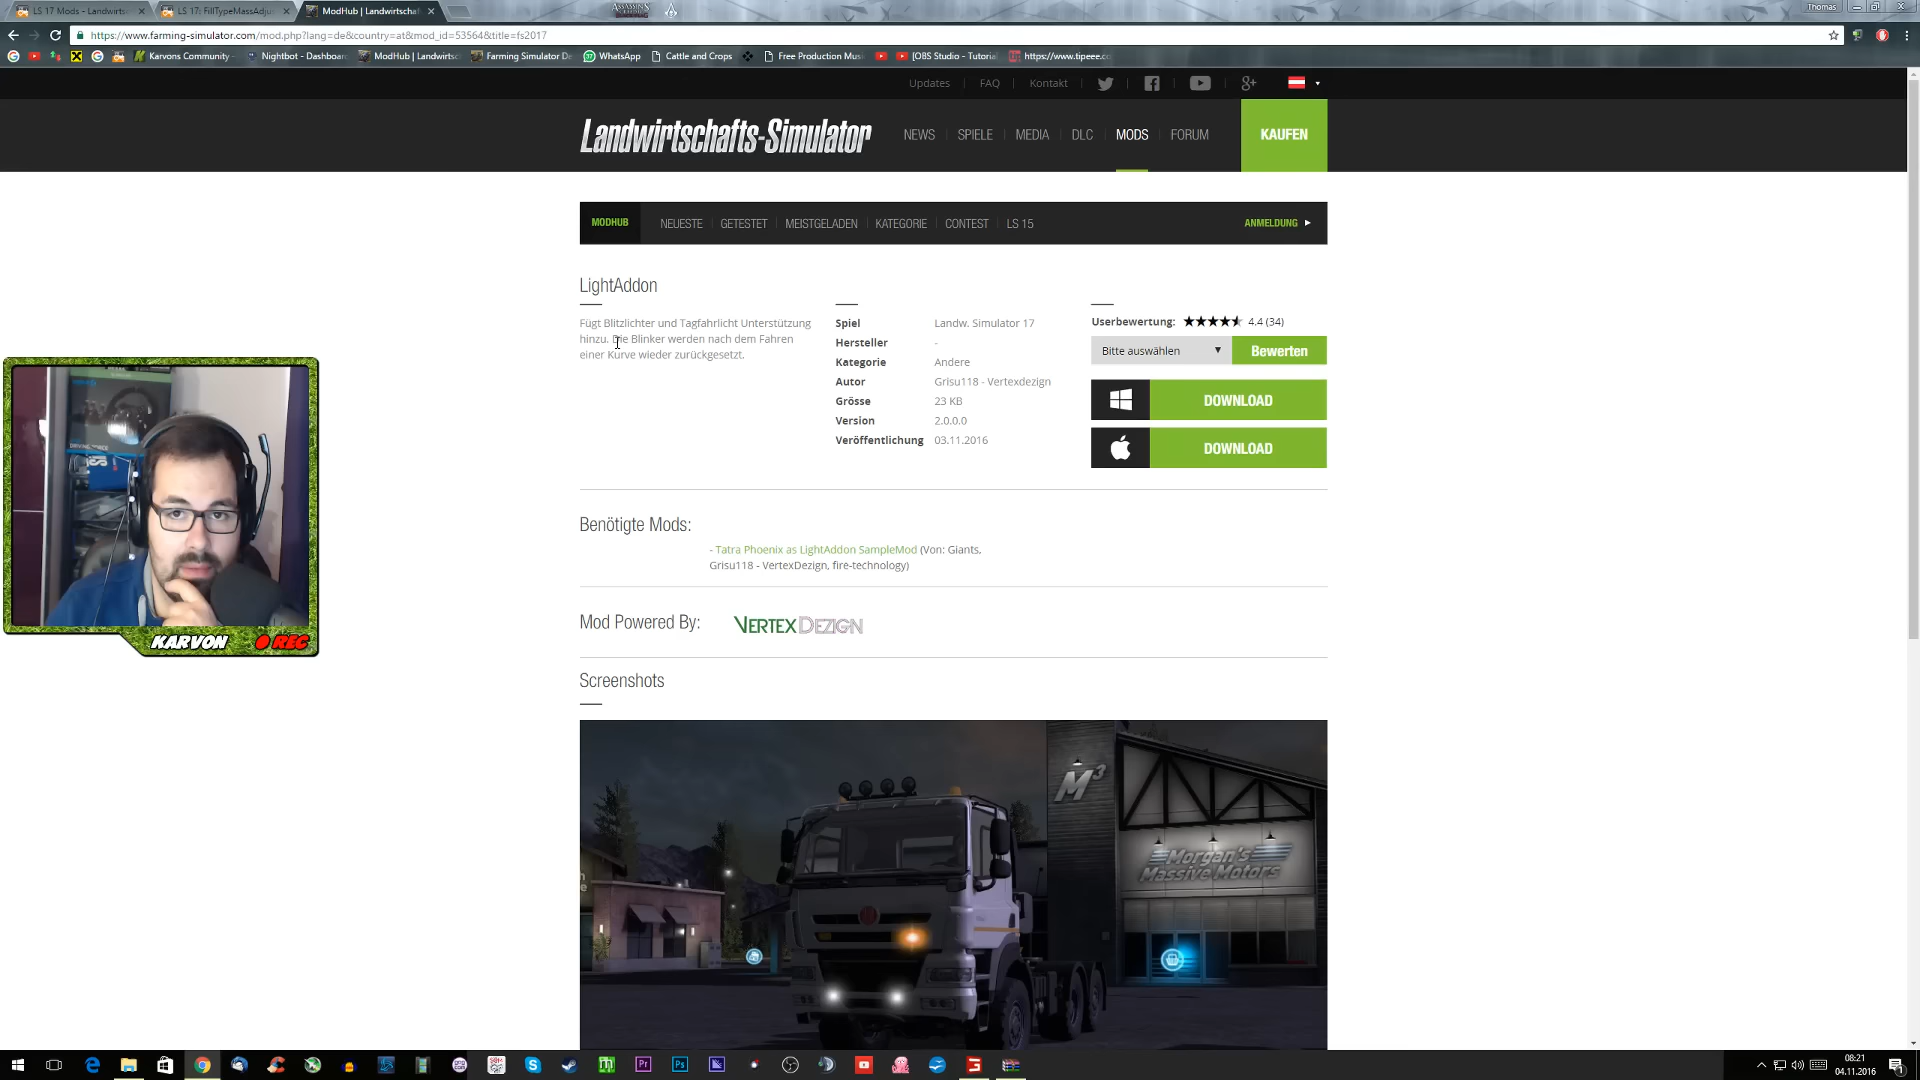 LS 17 Mods - Landwirts
LS 17: FillTypeMassAdju
ModHub | Landwirtscha
Thomas
https://www.farming-simulator.com/mod.php?lang=de&country=at&mod_id=53564&title=fs2017
Karvons Community -
Nightbot - Dashboar
ModHub | Landwirtsc
Farming Simulator De
WhatsApp
Cattle and Crops
Free Production Mus
[OBS Studio - Tutoria
https://www.tipeee.co
Updates
FAQ
Kontakt
Landwirtschafts-Simulator
NEWS
SPIELE
MEDIA
DLC
MODS
FORUM
KAUFEN
MODHUB
NEUESTE
GETESTET
MEISTGELADEN
KATEGORIE
CONTEST
LS 15
ANMELDUNG
LightAddon
Fügt Blitzlichter und Tagfahrlicht Unterstützung
hinzu. Die Blinker werden nach dem Fahren
einer Kurve wieder zurückgesetzt.
Spiel Landw. Simulator 17
Hersteller -
Kategorie Andere
Autor Grisu118 - Vertexdezign
Grösse 23 KB
Version 2.0.0.0
Veröffentlichung 03.11.2016
Userbewertung: 4.4 (34)
Bitte auswählen
Bewerten
DOWNLOAD
DOWNLOAD
Benötigte Mods:
- Tatra Phoenix as LightAddon SampleMod (Von: Giants,
Grisu118 - VertexDezign, fire-technology)
Mod Powered By: VERTEXDEZIGN
Screenshots
M³
Morgan's
Massive Motors
KARVON
REC
08:21
04.11.2016